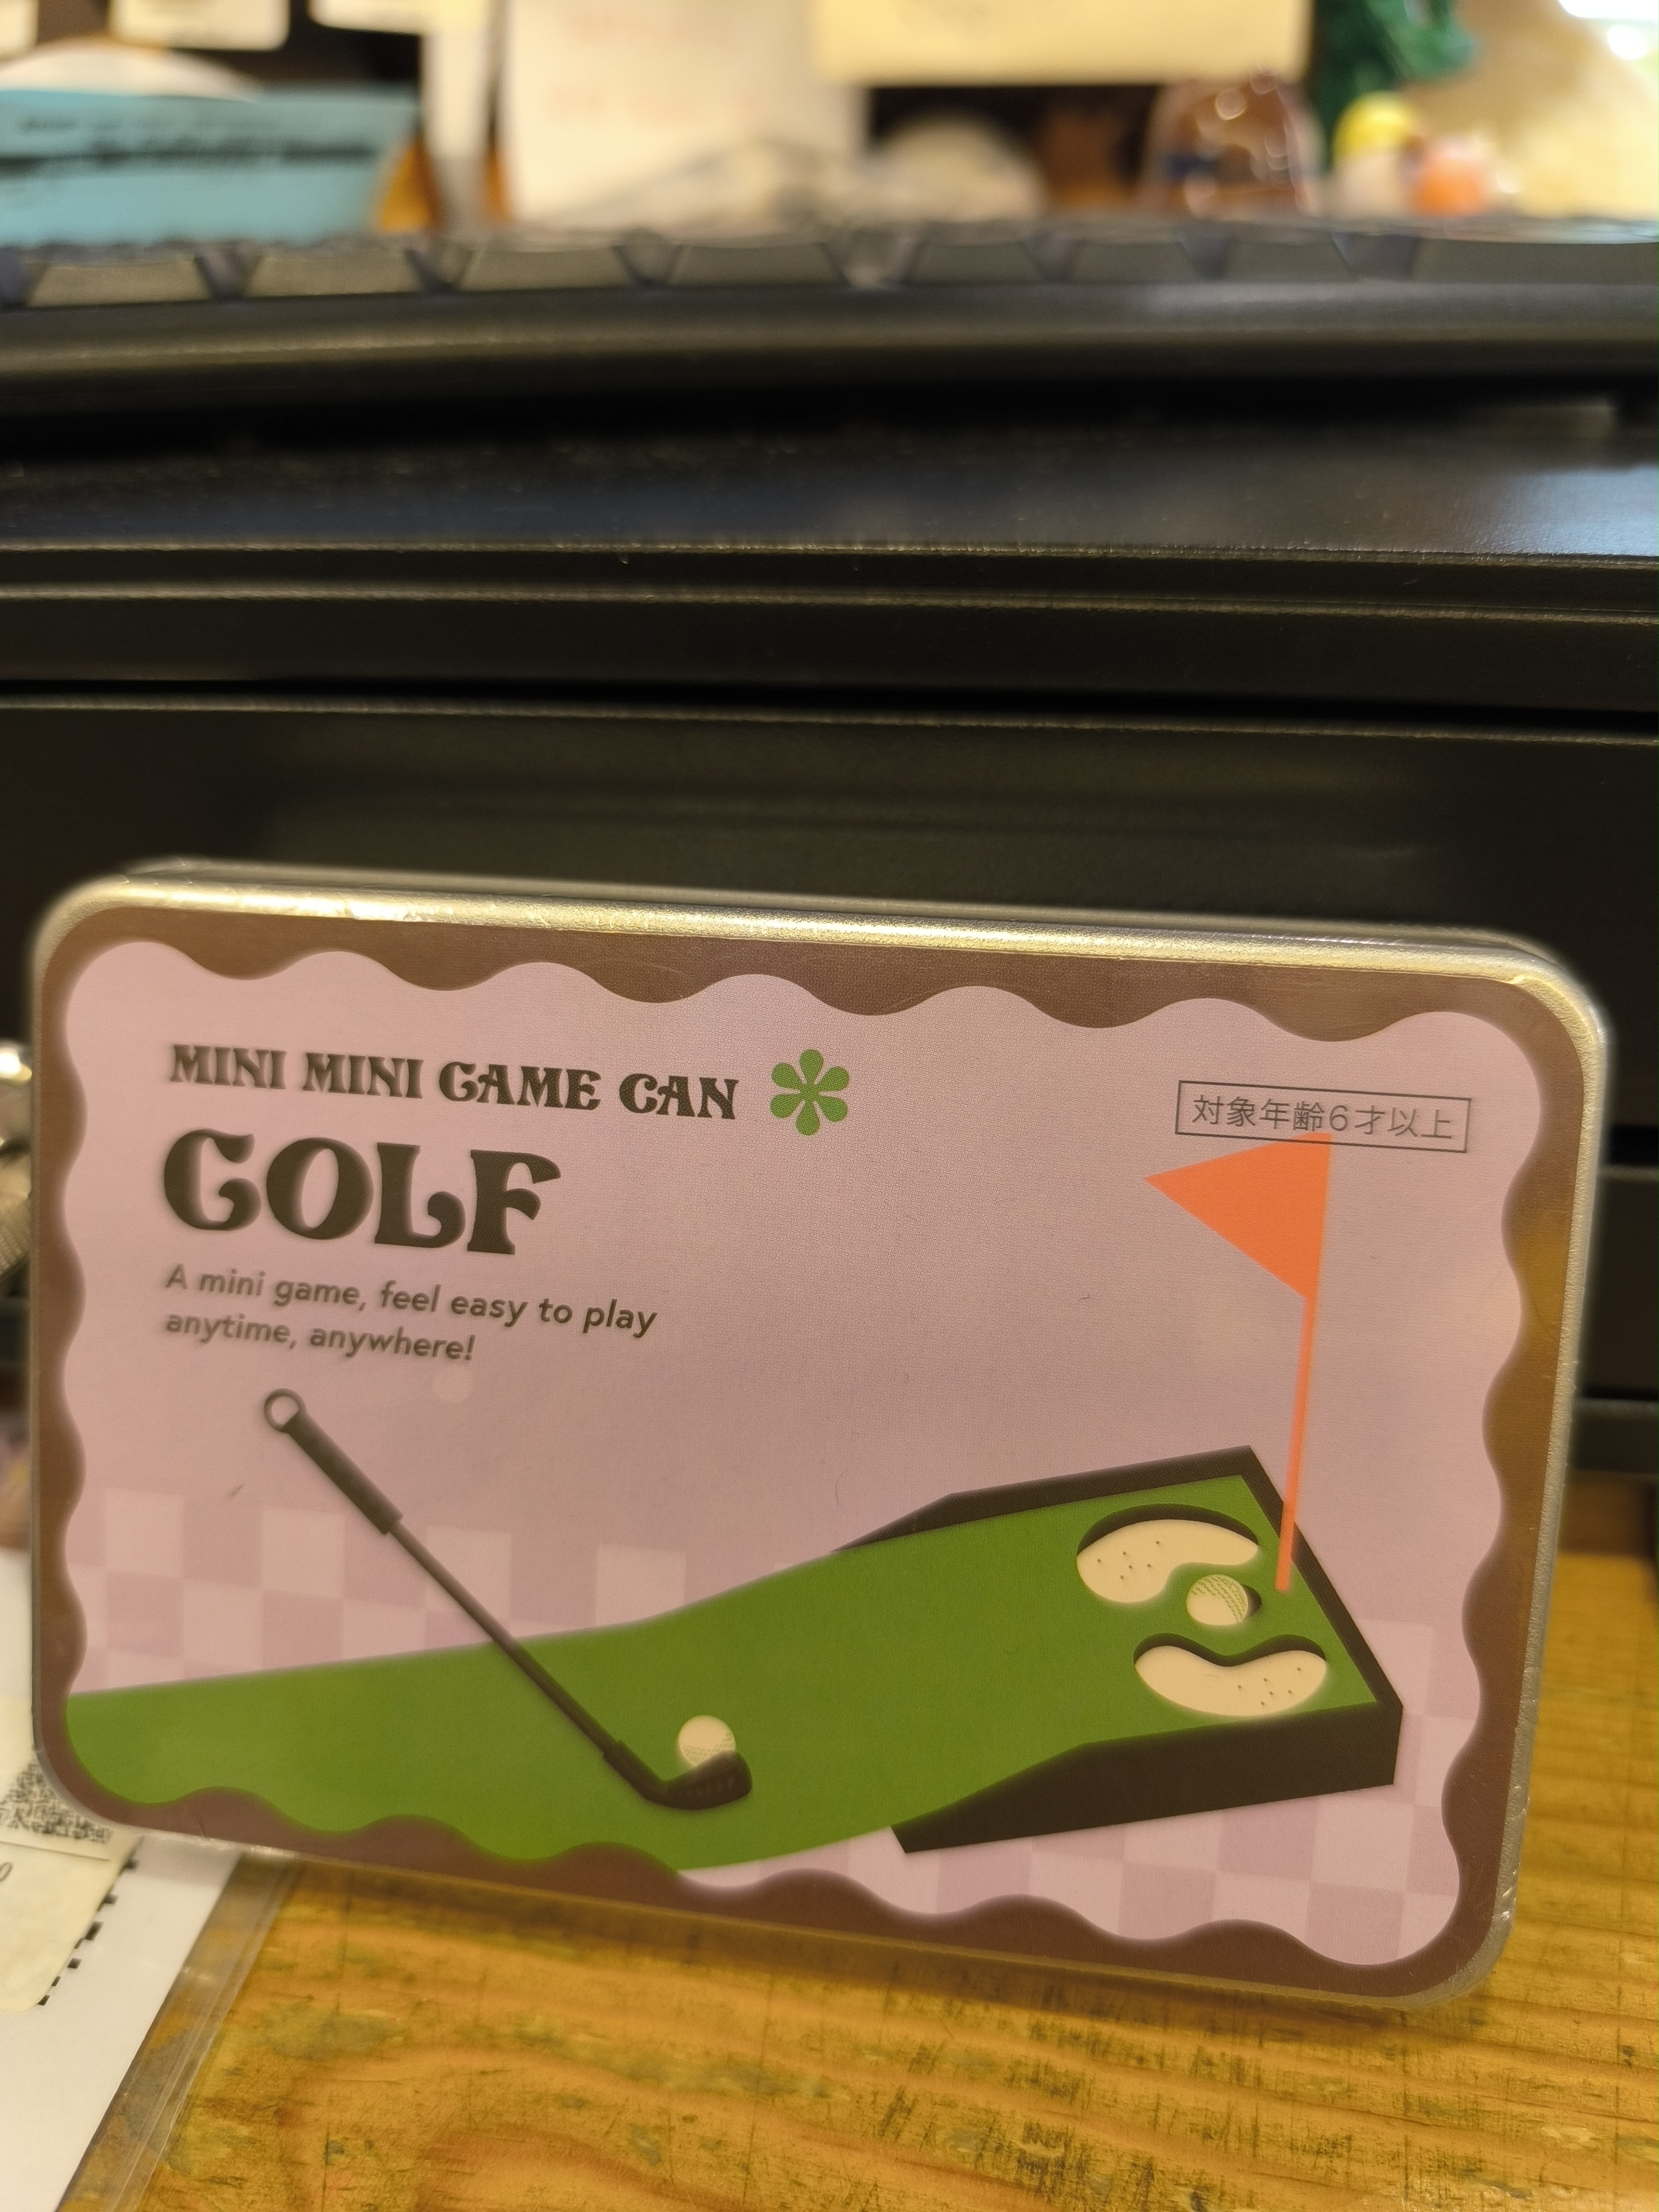 MINI MINI GAME CAN
対象年齢6才以上
GOLF
A mini game, feel easy to play
anytime, anywhere!